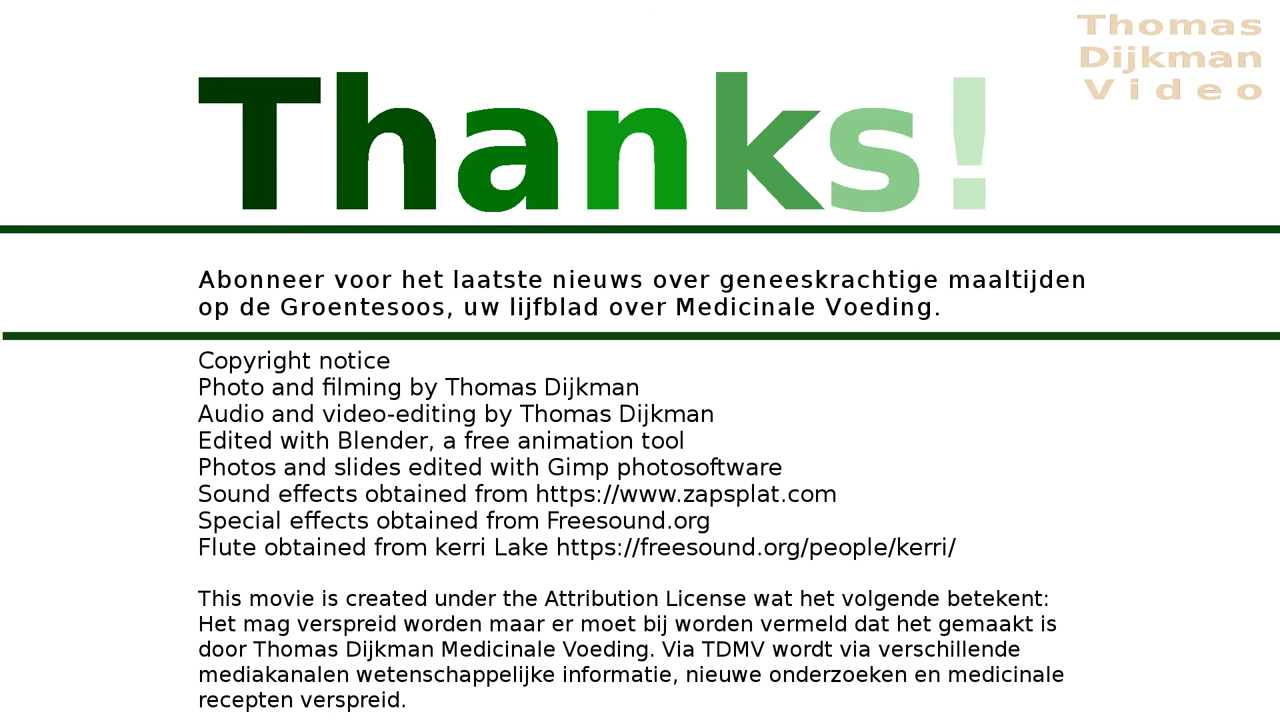 Thomas
Dijkman
Video
Thanks!
Abonneer voor het laatste nieuws over geneeskrachtige maaltijden
op de Groentesoos, uw lijfblad over Medicinale Voeding.
Copyright notice
Photo and filming by Thomas Dijkman
Audio and video-editing by Thomas Dijkman
Edited with Blender, a free animation tool
Photos and slides edited with Gimp photosoftware
Sound effects obtained from https://www.zapsplat.com
Special effects obtained from Freesound.org
Flute obtained from kerri Lake https://freesound.org/people/kerri/
This movie is created under the Attribution License wat het volgende betekent:
Het mag verspreid worden maar er moet bij worden vermeld dat het gemaakt is
door Thomas Dijkman Medicinale Voeding. Via TDMV wordt via verschillende
mediakanalen wetenschappelijke informatie, nieuwe onderzoeken en medicinale
recepten verspreid.